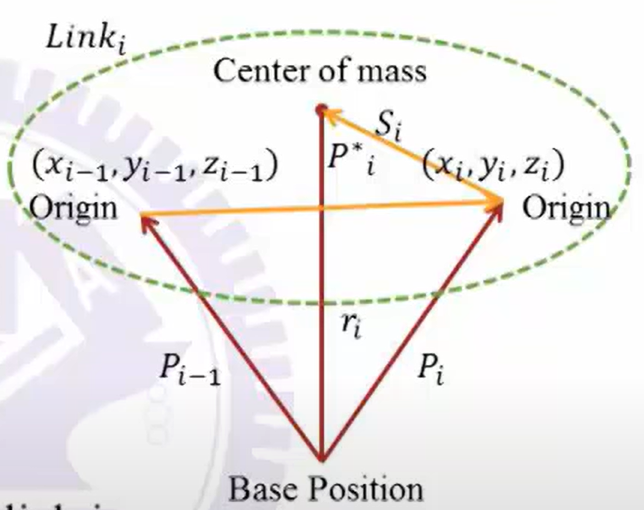 Link_i
Center of mass
S_i
P*_i
(x_{i-1}, y_{i-1}, z_{i-1})
(x_i, y_i, z_i)
Origin
Origin
r_i
P_{i-1}
P_i
Base Position